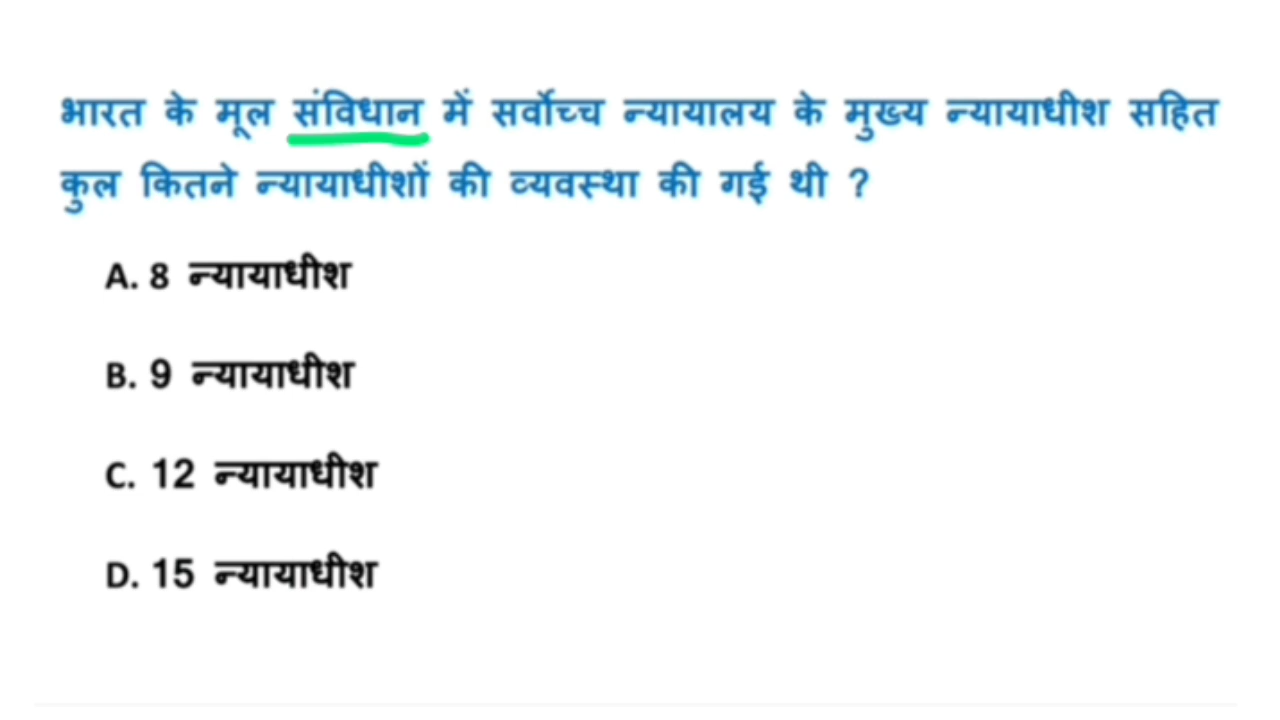 भारत के मूल संविधान में सर्वोच्च न्यायालय के मुख्य न्यायाधीश सहित
कुल कितने न्यायाधीशों की व्यवस्था की गई थी ?
A. 8 न्यायाधीश
B. 9 न्यायाधीश
C. 12 न्यायाधीश
D. 15 न्यायाधीश